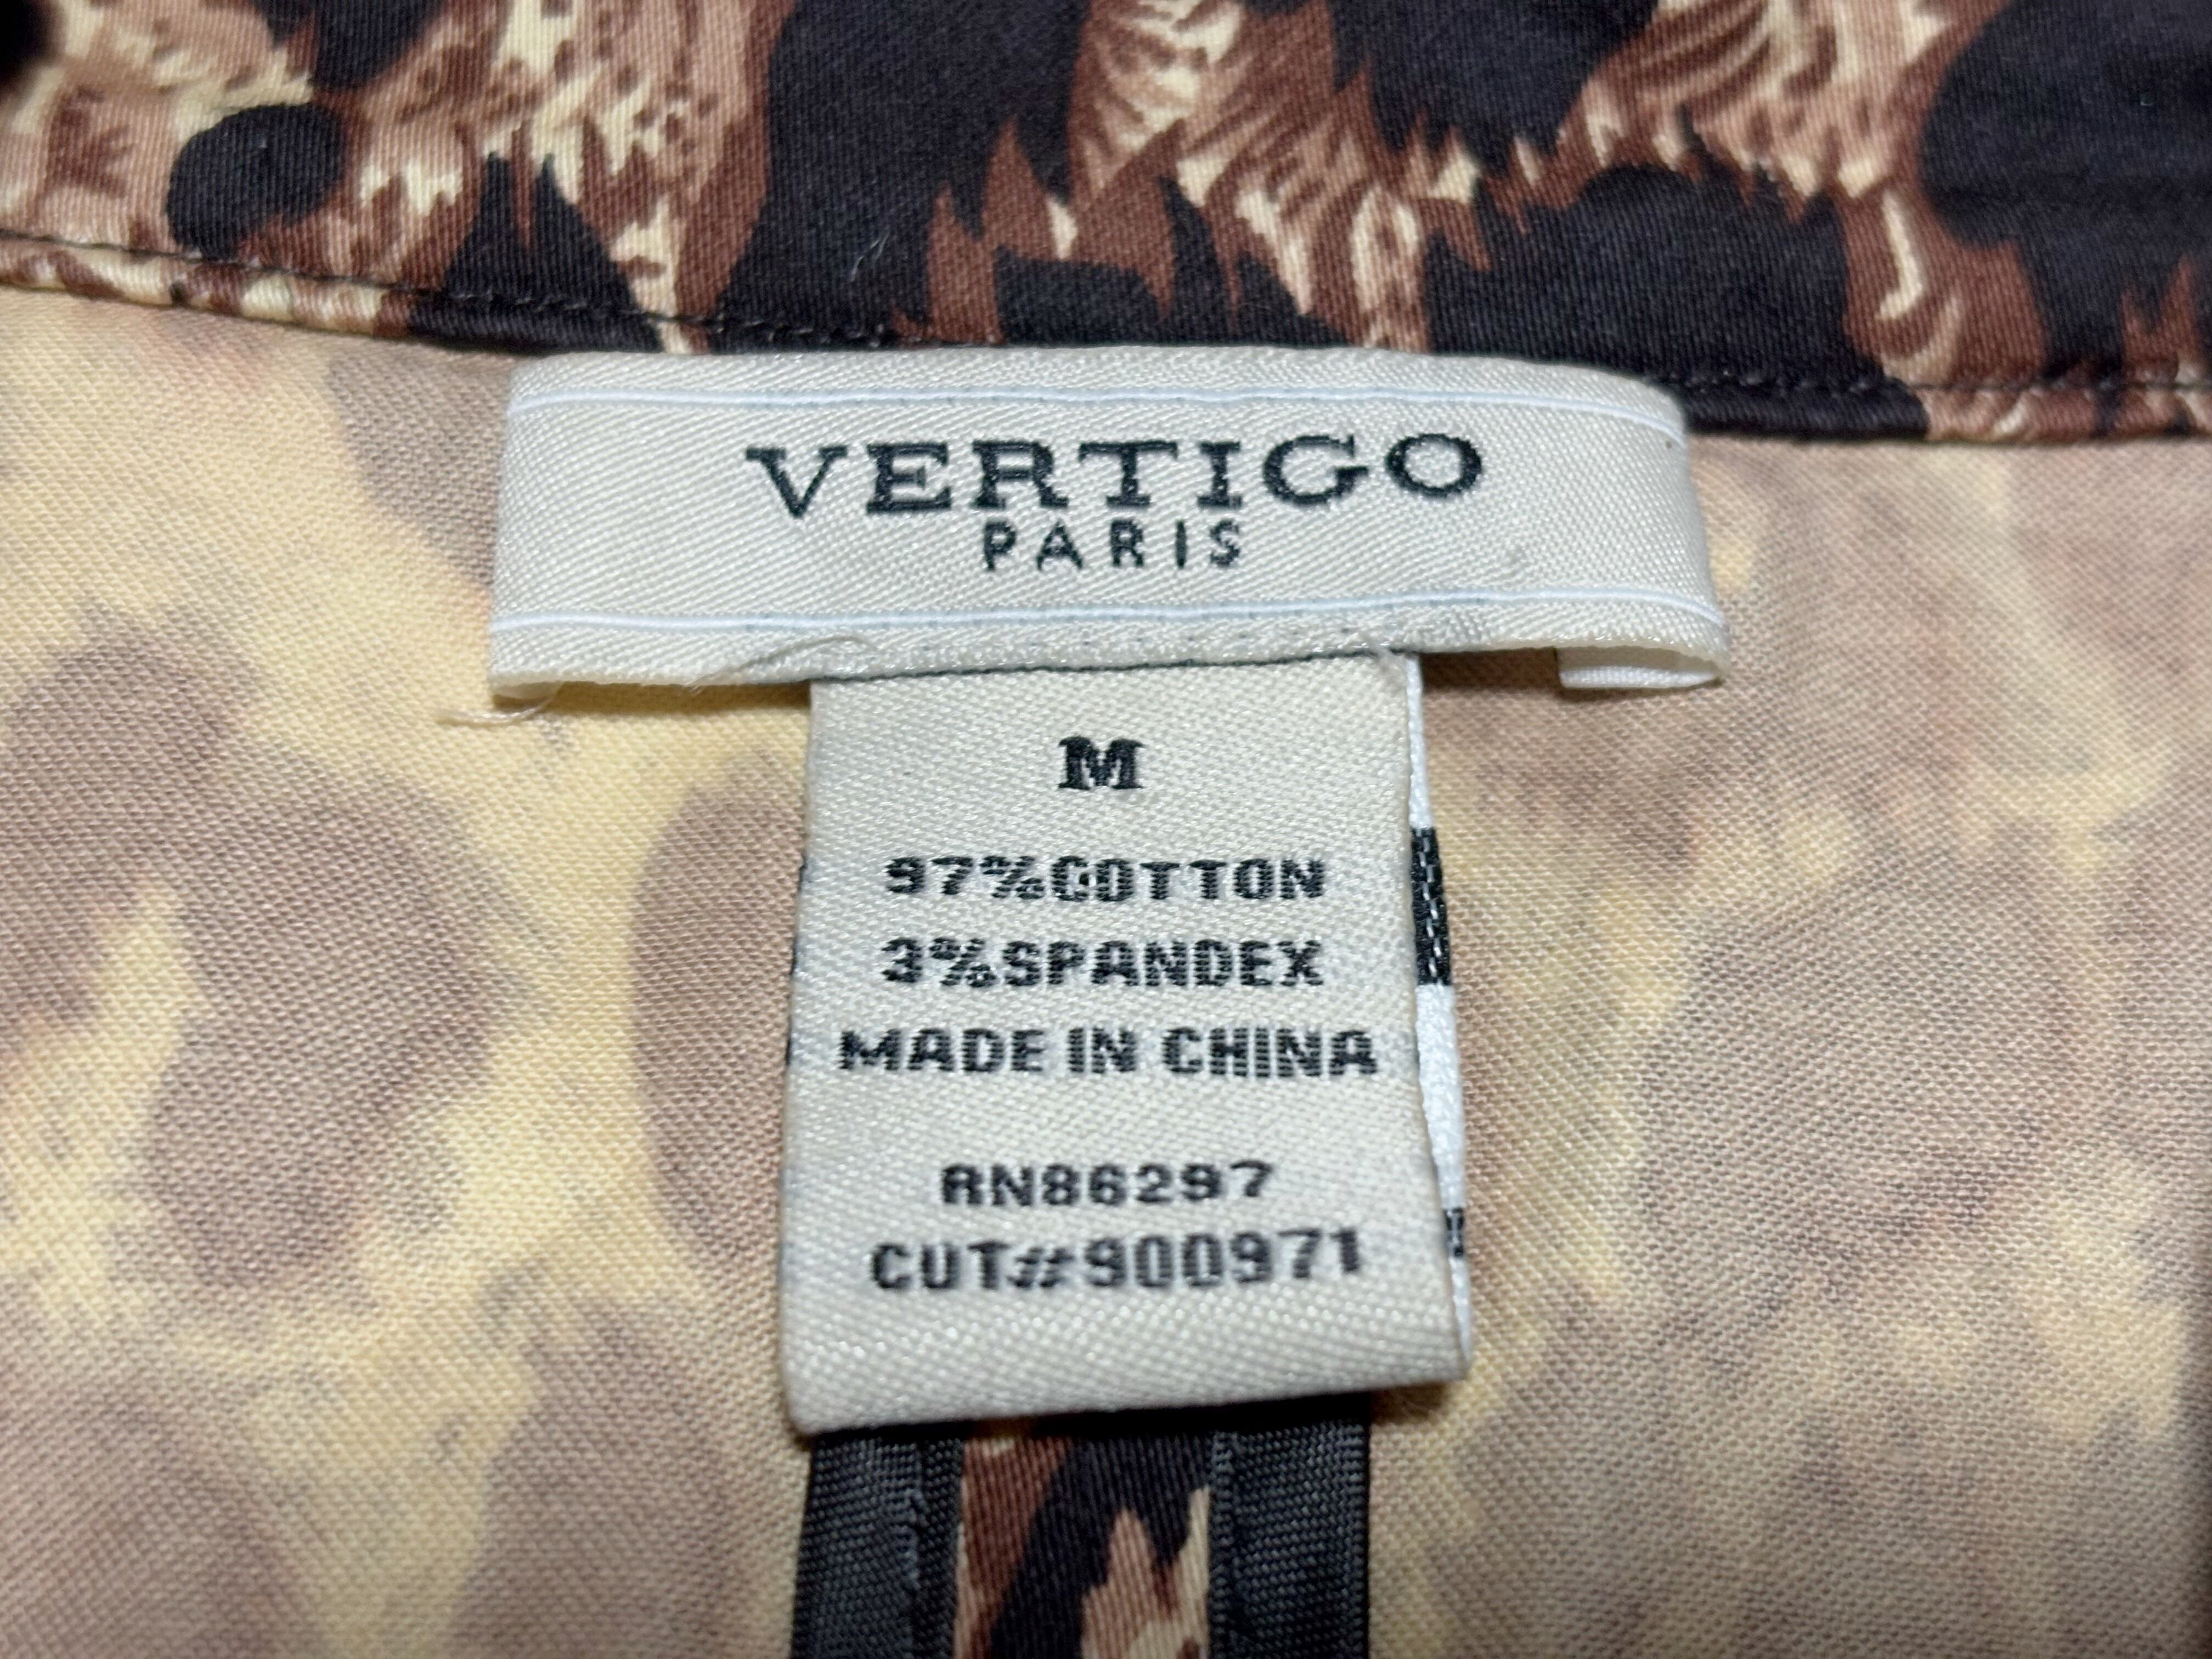 VERTIGO
PARIS
M
97%COTTON
3%SPANDEX
MADE IN CHINA
RN86297
CUT#900971